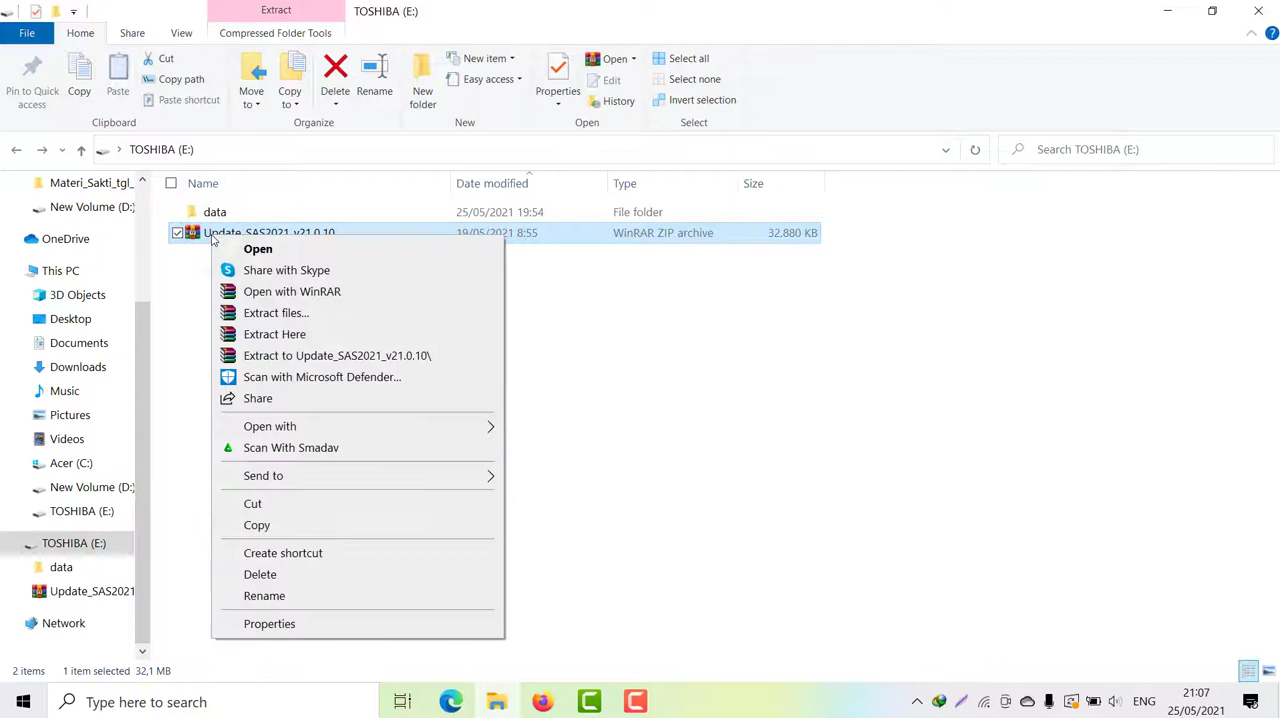 Extract
TOSHIBA (E:)
File
Home
Share
View
Compressed Folder Tools
Pin to Quick access
Copy
Paste
Cut
Copy path
Paste shortcut
Move to
Copy to
Delete
Rename
New folder
New item
Easy access
Properties
Open
Edit
History
Select all
Select none
Invert selection
Clipboard
Organize
New
Open
Select
TOSHIBA (E:)
Search TOSHIBA (E:)
Name
Date modified
Type
Size
data
25/05/2021 19:54
File folder
Update_SAS2021_v21.0.10
19/05/2021 8:55
WinRAR ZIP archive
32.880 KB
Materi_Sakti_tgl_
New Volume (D:)
OneDrive
This PC
3D Objects
Desktop
Documents
Downloads
Music
Pictures
Videos
Acer (C:)
New Volume (D:)
TOSHIBA (E:)
TOSHIBA (E:)
data
Update_SAS2021
Network
Open
Share with Skype
Open with WinRAR
Extract files...
Extract Here
Extract to Update_SAS2021_v21.0.10\
Scan with Microsoft Defender...
Share
Open with
Scan With Smadav
Send to
Cut
Copy
Create shortcut
Delete
Rename
Properties
2 items
1 item selected 32,1 MB
Type here to search
ENG
21:07
25/05/2021